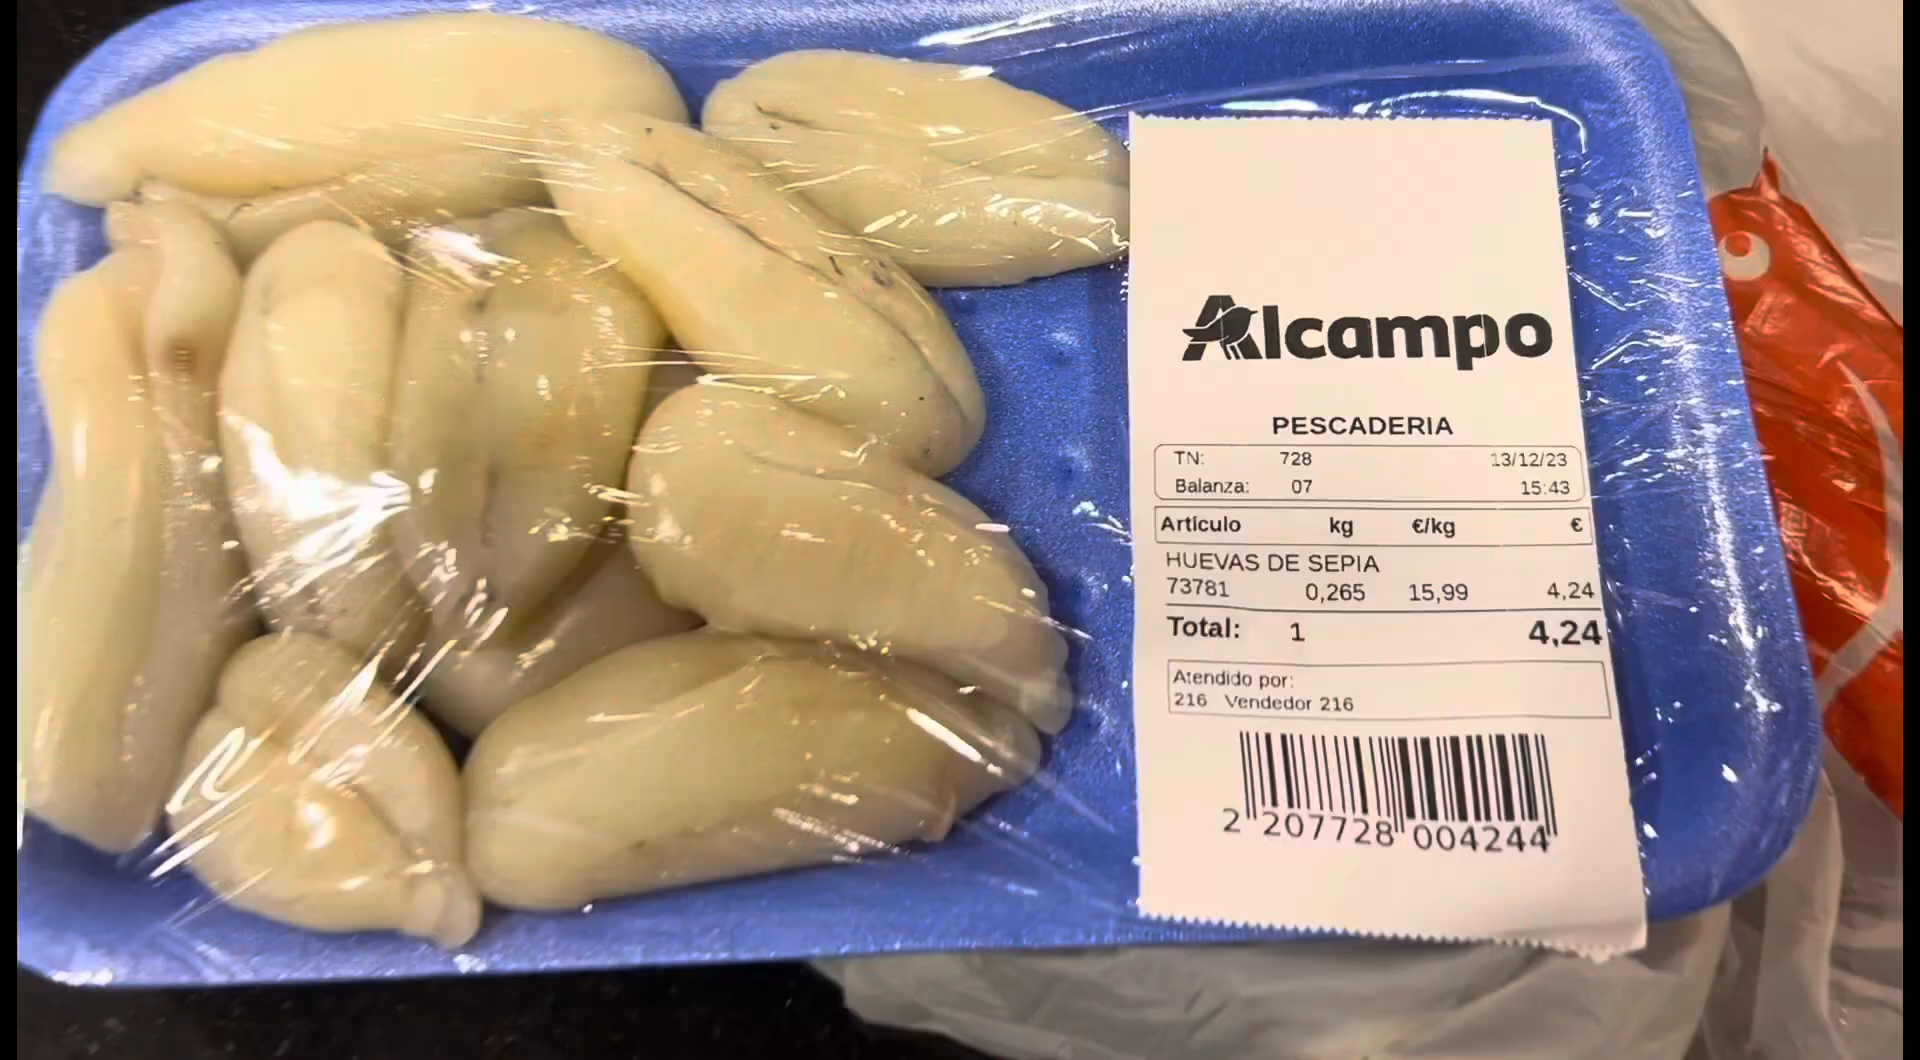 Alcampo
PESCADERIA
TN: 728 13/12/23
Balanza: 07 15:43
Artículo kg €/kg €
HUEVAS DE SEPIA
73781 0,265 15,99 4,24
Total: 1 4,24
Atendido por:
216 Vendedor 216
2 207728 004244